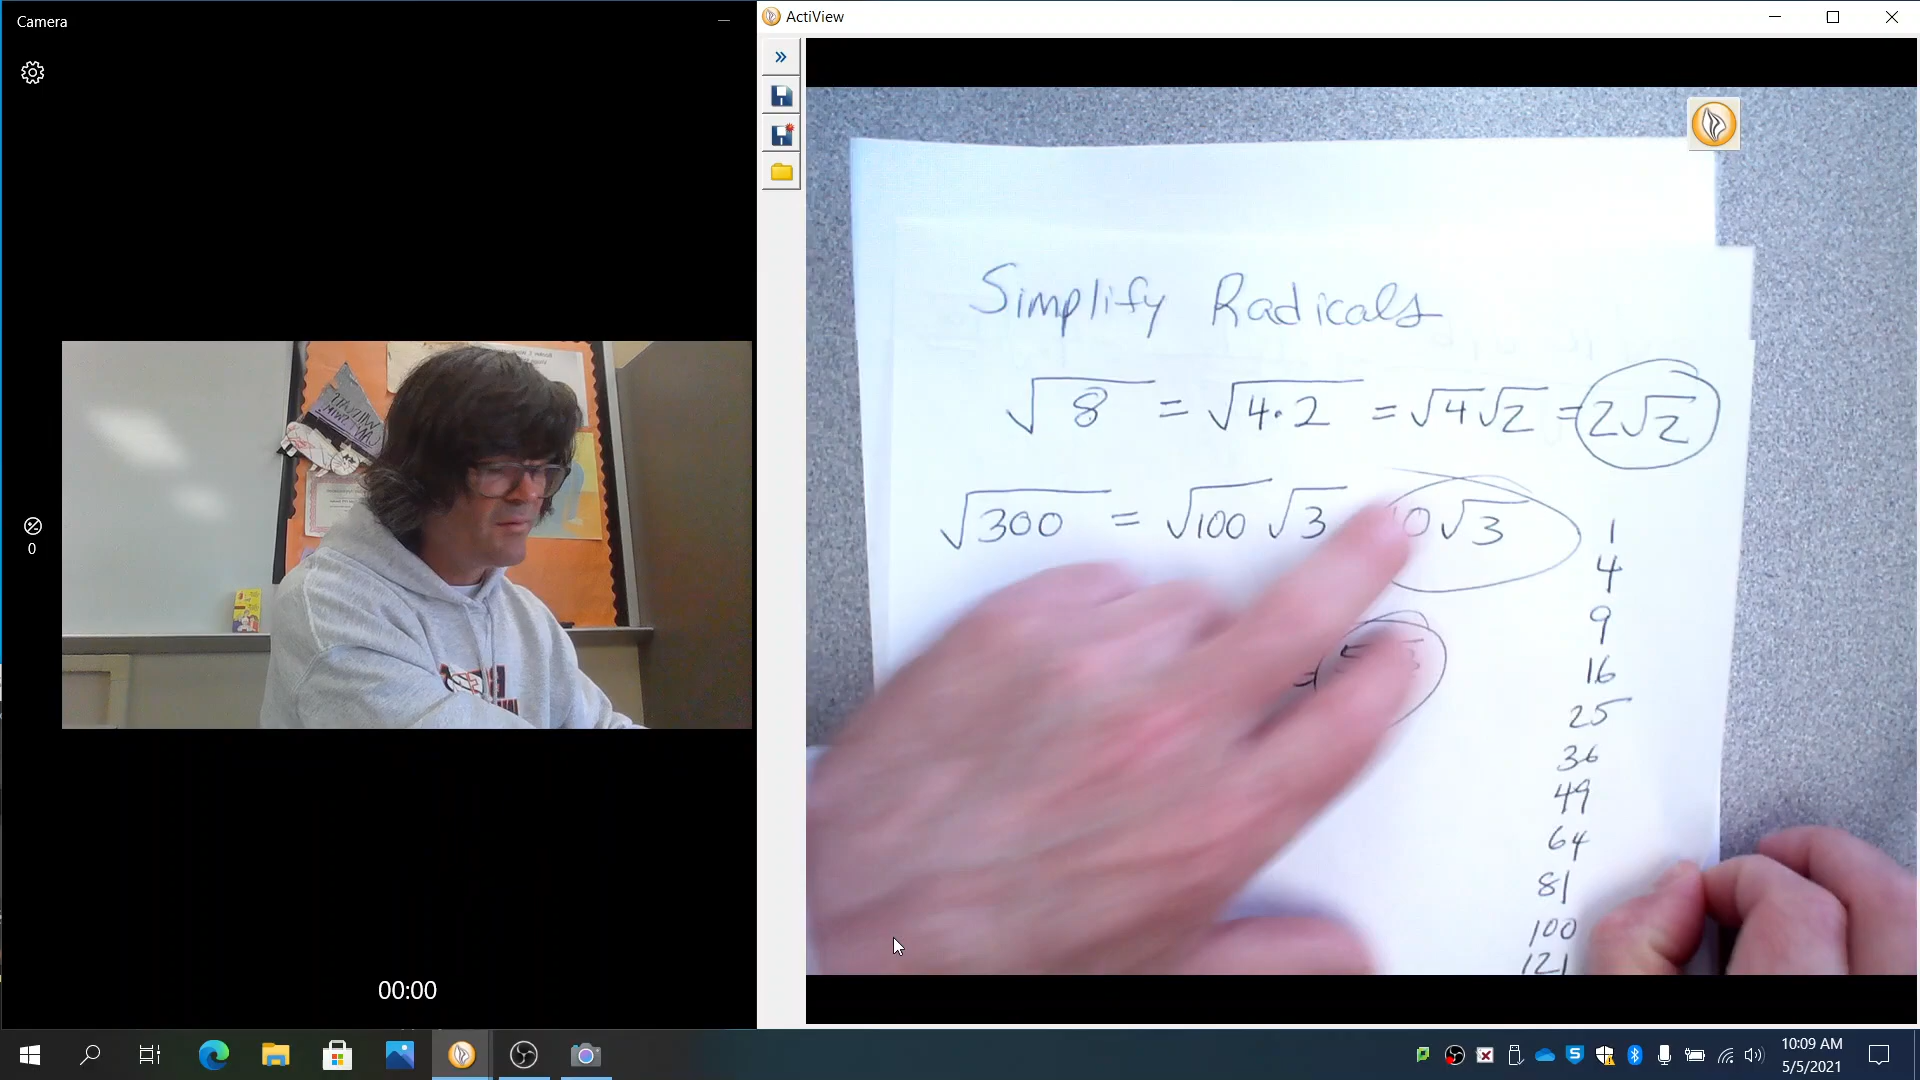 Camera
ActiView
0
00:00
Simplify Radicals
√8 = √4·2 = √4√2 = 2√2
√300 = √100 √3 10√3
=
1
4
9
16
25
36
49
64
81
100
121
10:09 AM
5/5/2021